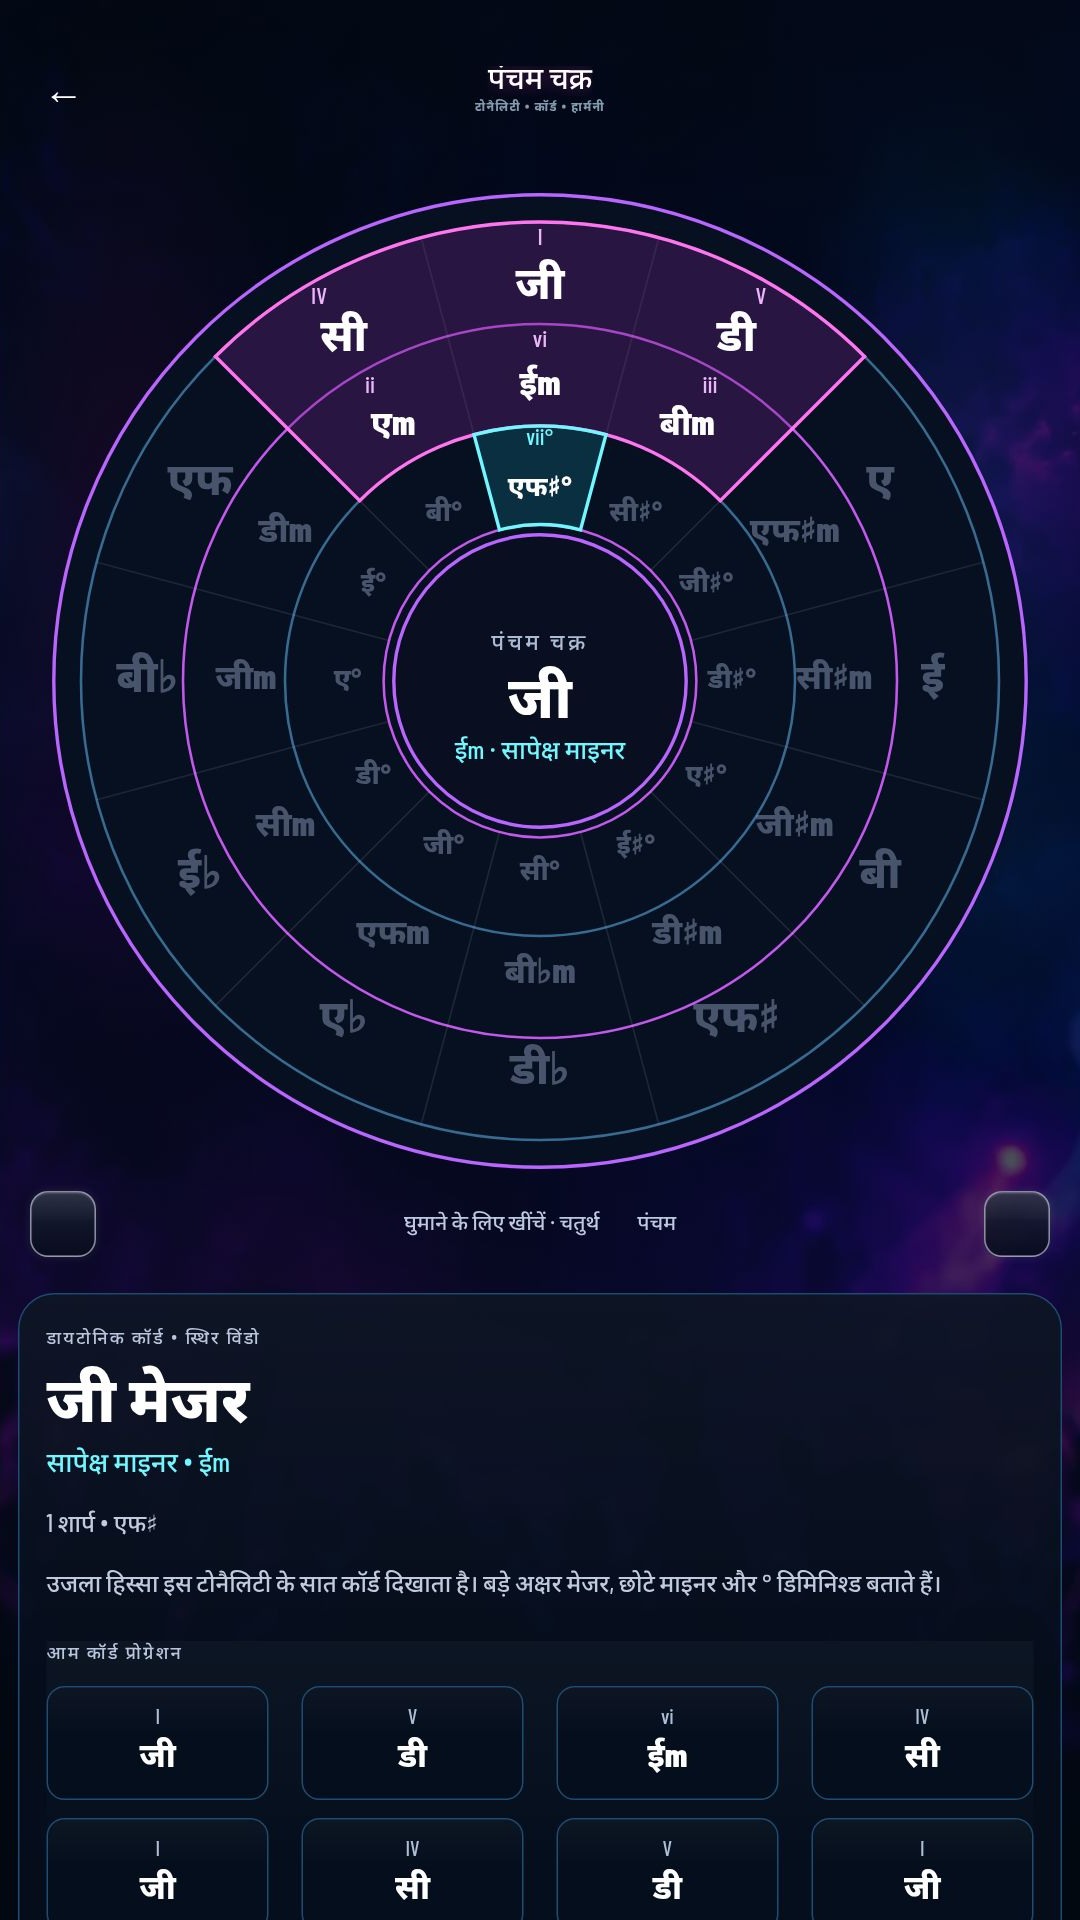 ←
पंचम चक्र
टोनैलिटी • कॉर्ड • हार्मनी
I
जी
IV
सी
V
डी
vi
ईm
ii
एm
iii
बीm
vii°
एफ♯°
एफ
डीm
बी°
सी♯°
एफ♯m
ए
ई°
जी♯°
बी♭
जीm
ए°
डी♯°
सी♯m
ई
पंचम चक्र
जी
ईm · सापेक्ष माइनर
डी°
ए♯°
सीm
जी♯m
ई♭
जी°
सी°
ई♯°
बी
एफm
बी♭m
डी♯m
ए♭
एफ♯
डी♭
घुमाने के लिए खींचें · चतुर्थ पंचम
डायटोनिक कॉर्ड • स्थिर विंडो
जी मेजर
सापेक्ष माइनर • ईm
1 शार्प • एफ♯
उजला हिस्सा इस टोनैलिटी के सात कॉर्ड दिखाता है। बड़े अक्षर मेजर, छोटे माइनर और ° डिमिनिश्ड बताते हैं।
आम कॉर्ड प्रोग्रेशन
I V vi IV
जी डी ईm सी
I IV V I
जी सी डी जी